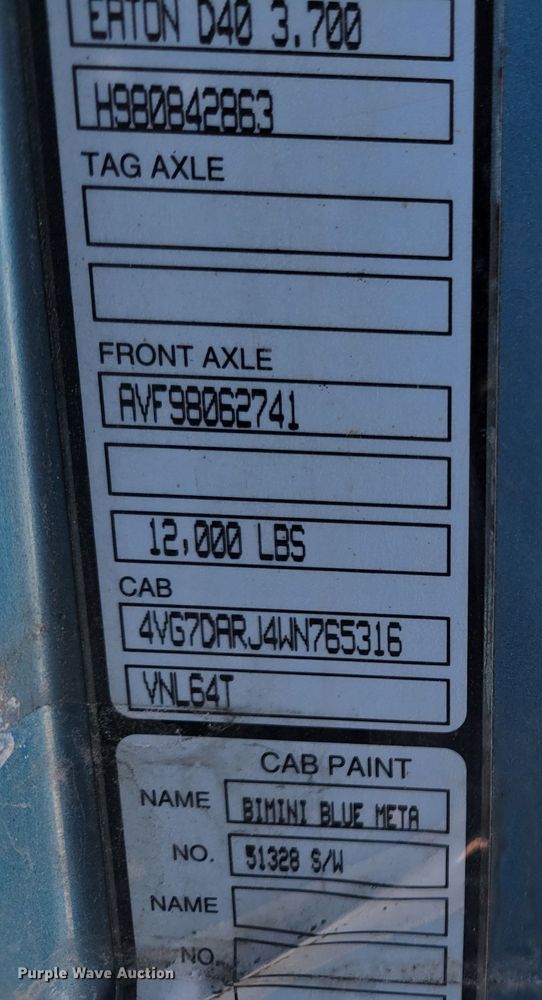 EATON D40 3.700
H980842863
TAG AXLE
FRONT AXLE
AVF98062741
12,000 LBS
CAB
4VG7DARJ4WN765316
VNL64T
CAB PAINT
NAME BIMINI BLUE META
NO. 51328 S/W
NAME
NO.
Purple Wave Auction